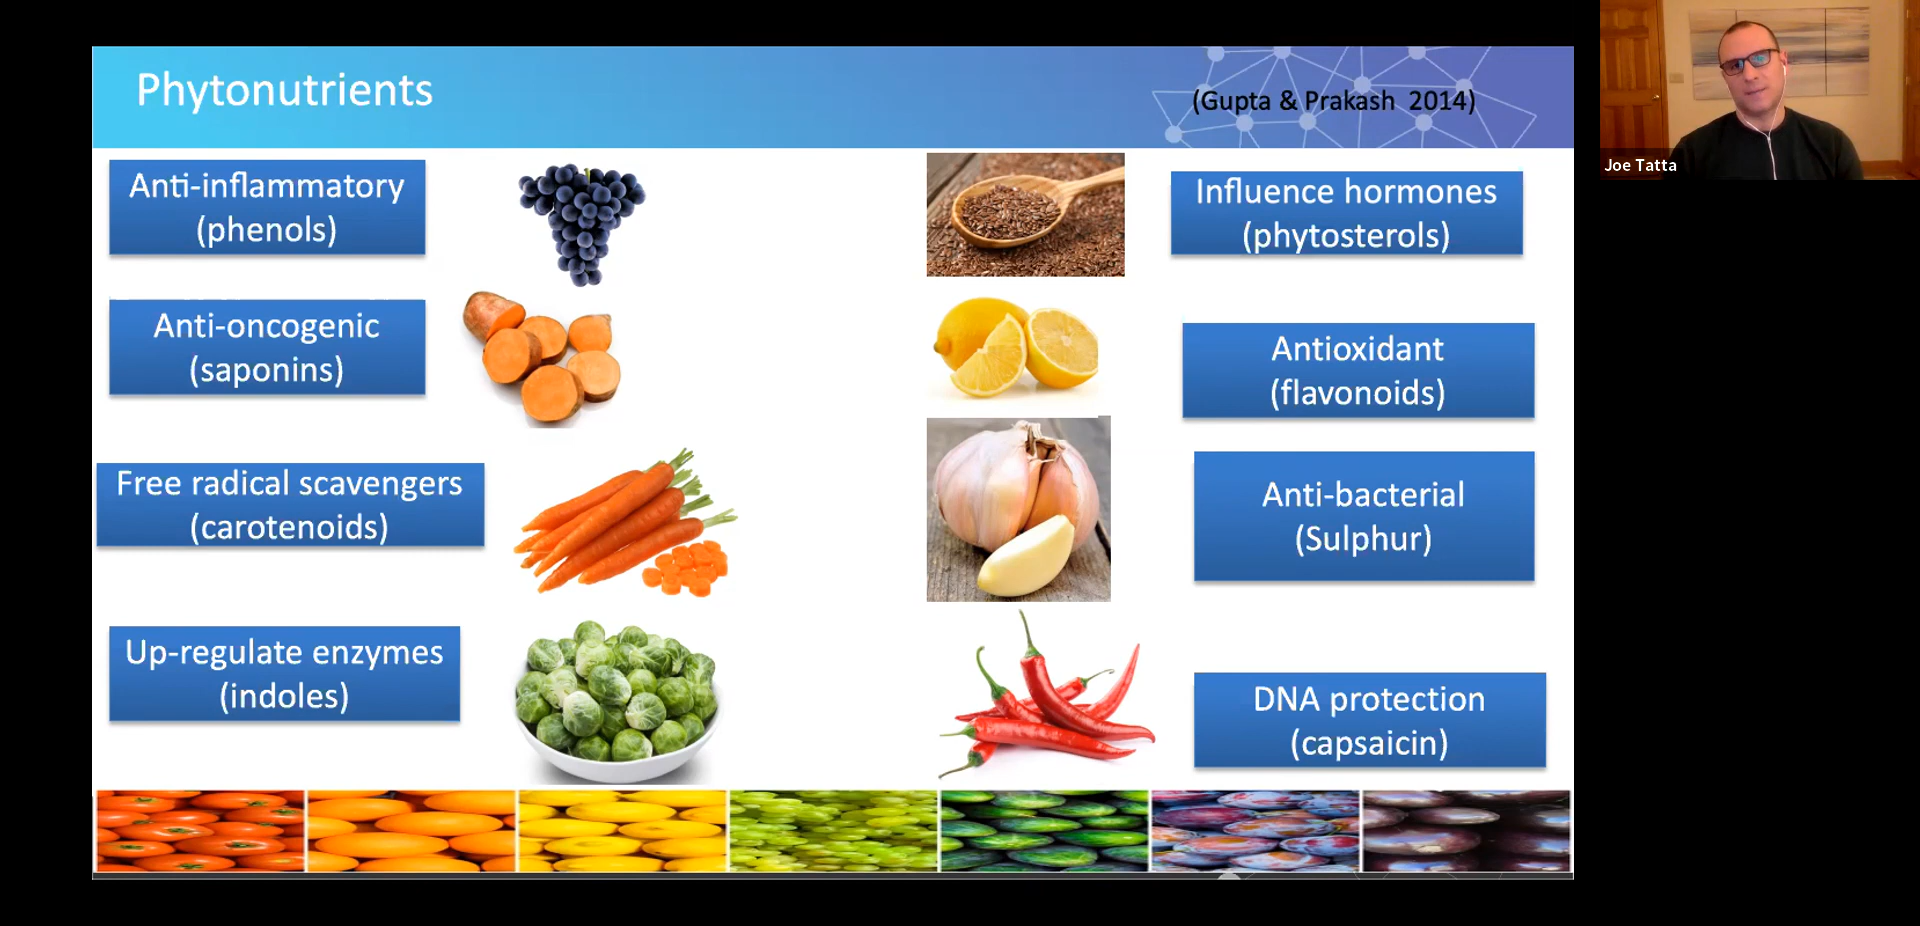 Phytonutrients
(Gupta & Prakash 2014)
Joe Tatta
Anti-inflammatory
(phenols)
Influence hormones
(phytosterols)
Anti-oncogenic
(saponins)
Antioxidant
(flavonoids)
Free radical scavengers
(carotenoids)
Anti-bacterial
(Sulphur)
Up-regulate enzymes
(indoles)
DNA protection
(capsaicin)